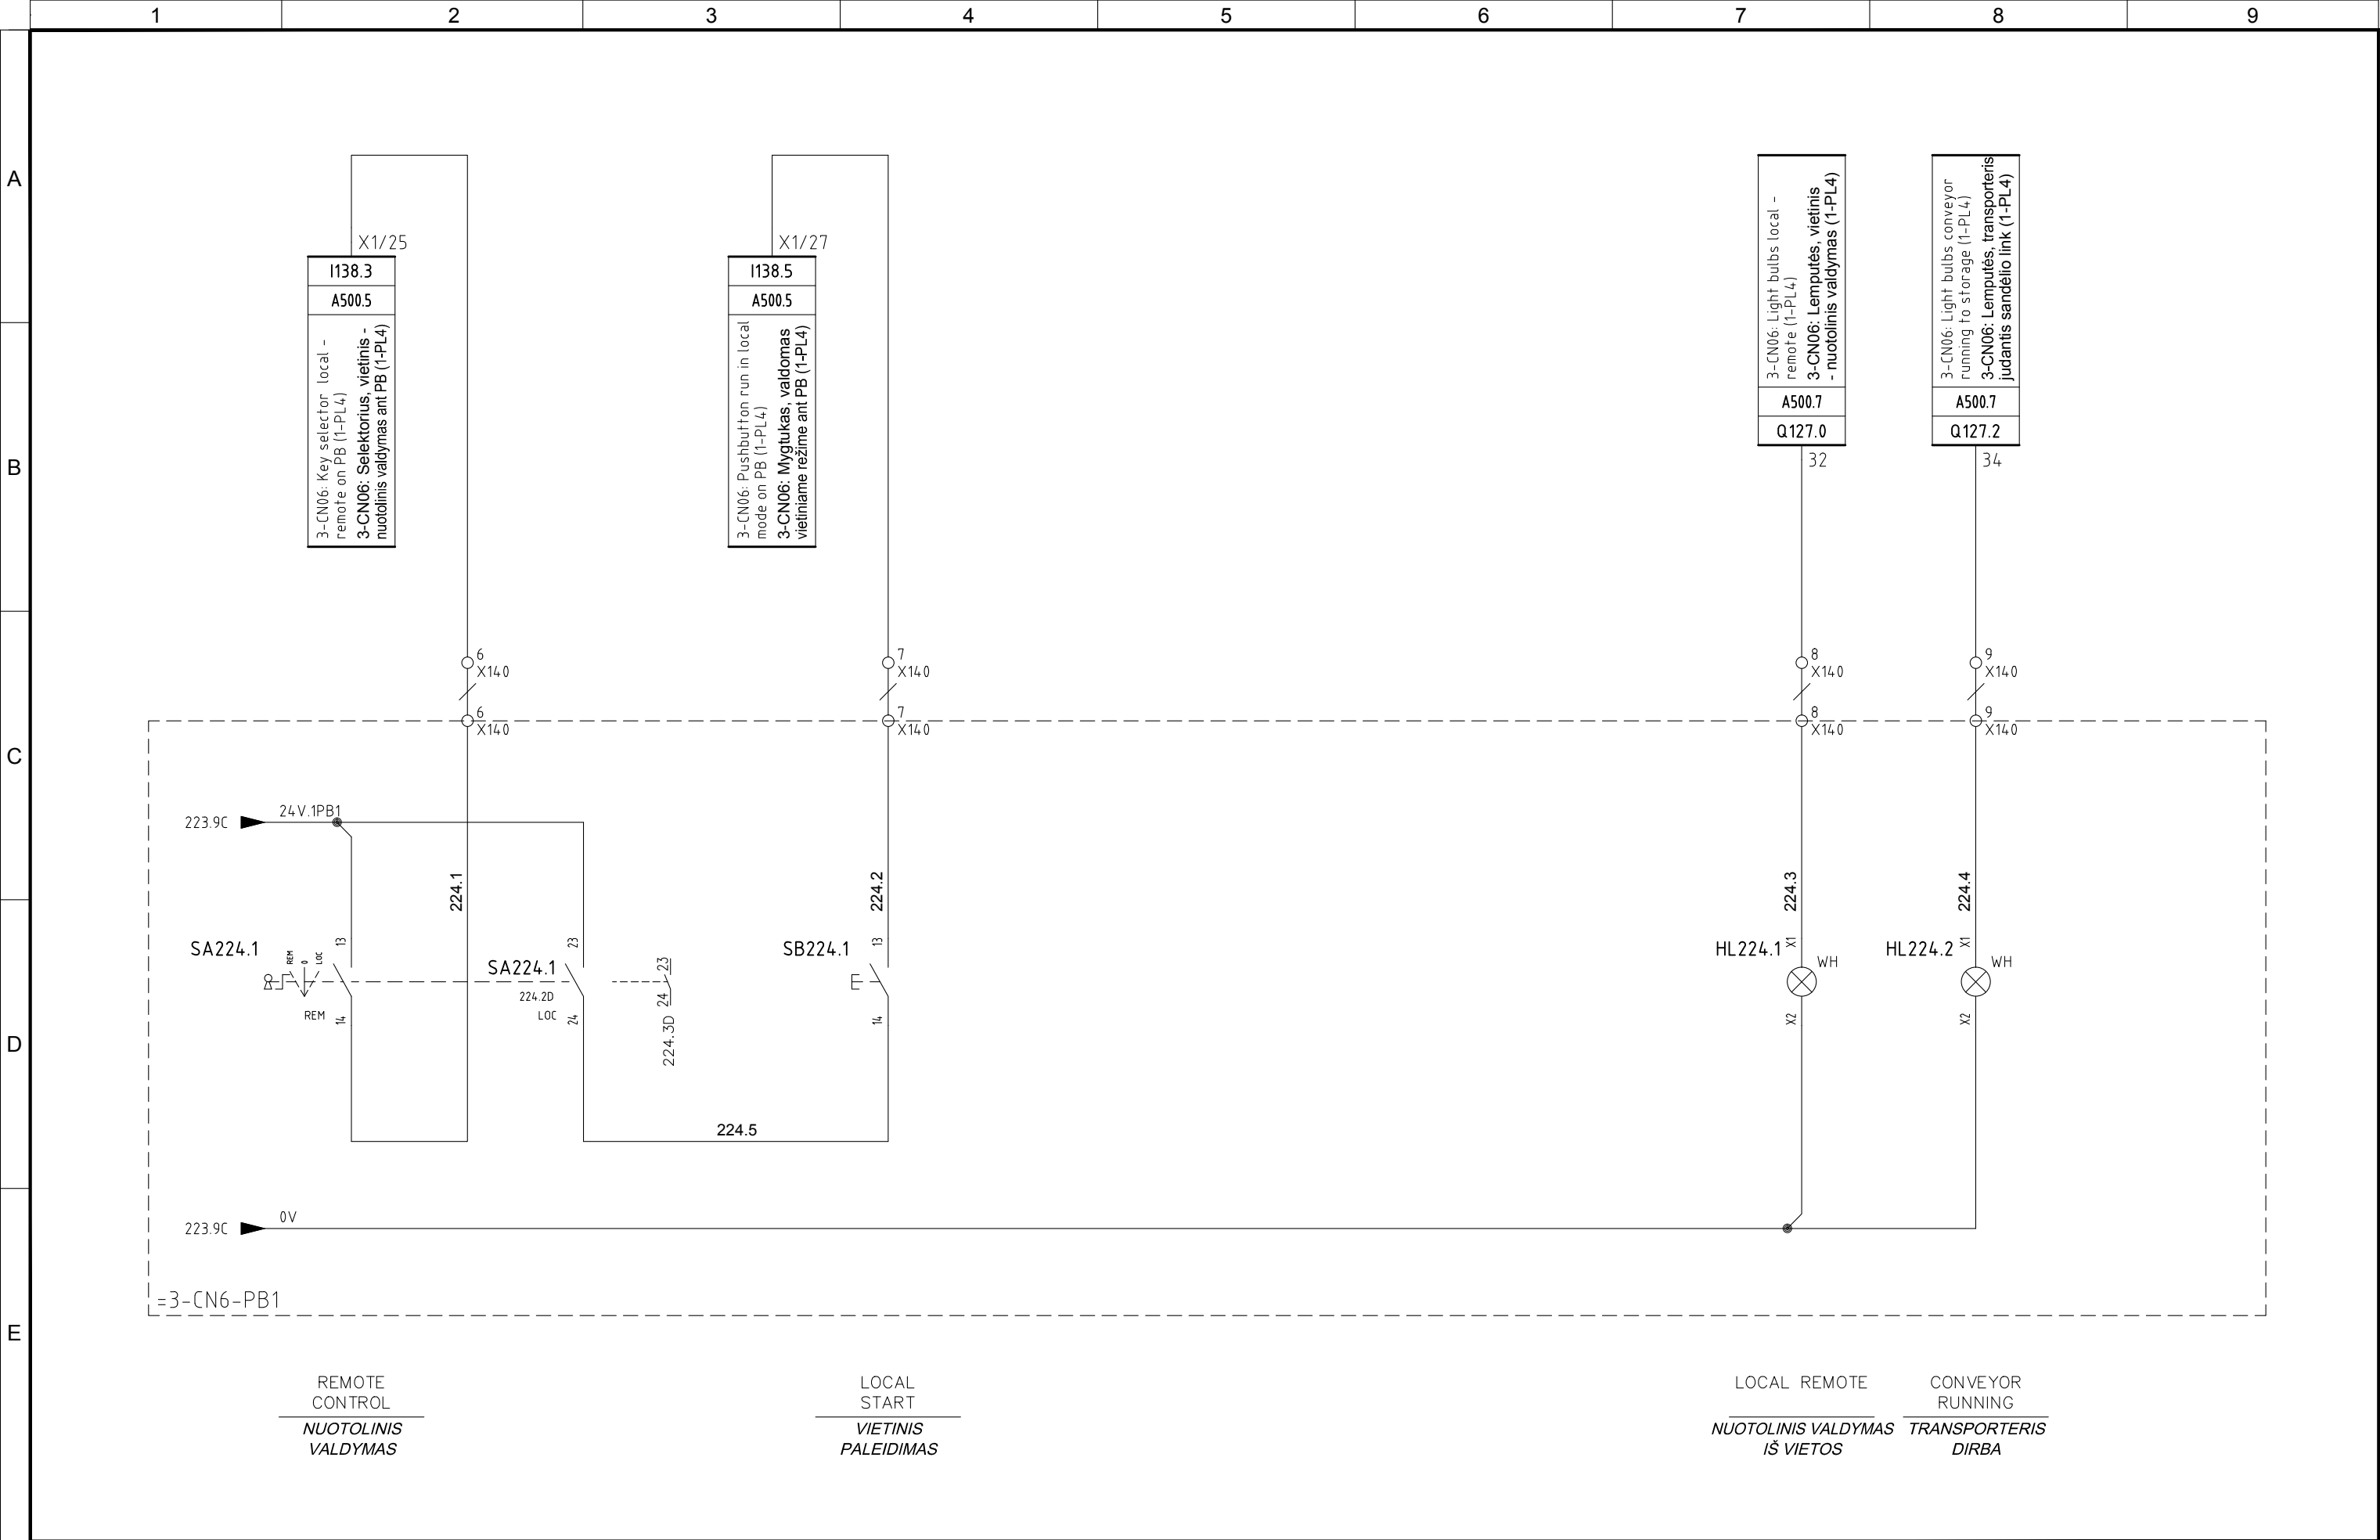 1 2 3 4 5 6 7 8 9
A
B
C
D
E
X1/25
I138.3
A500.5
3-CN06: Key selector local -
remote on PB (1-PL4)
3-CN06: Selektorius, vietinis -
nuotolinis valdymas ant PB (1-PL4)
X1/27
I138.5
A500.5
3-CN06: Pushbutton run in local
mode on PB (1-PL4)
3-CN06: Mygtukas, valdomas
vietiniame režime ant PB (1-PL4)
3-CN06: Light bulbs local -
remote (1-PL4)
3-CN06: Lemputės, vietinis
- nuotolinis valdymas (1-PL4)
A500.7
Q127.0
32
3-CN06: Light bulbs conveyor
running to storage (1-PL4)
3-CN06: Lemputės, transporteris
judantis sandėlio link (1-PL4)
A500.7
Q127.2
34
6
X140
6
X140
7
X140
7
X140
8
X140
8
X140
9
X140
9
X140
223.9C
24V.1PB1
224.1
224.2
224.3
224.4
SA224.1
REM
0
LOC
13
REM
14
SA224.1
224.2D
LOC
23
24
23
24
224.3D
SB224.1
13
14
HL224.1
X1
WH
X2
HL224.2
X1
WH
X2
224.5
223.9C
0V
=3-CN6-PB1
REMOTE
CONTROL
NUOTOLINIS
VALDYMAS
LOCAL
START
VIETINIS
PALEIDIMAS
LOCAL REMOTE
NUOTOLINIS VALDYMAS
IŠ VIETOS
CONVEYOR
RUNNING
TRANSPORTERIS
DIRBA